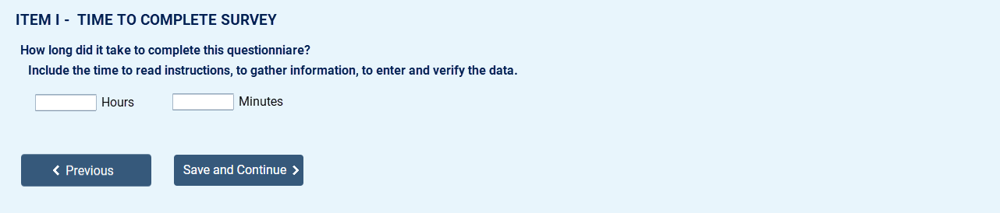 ITEM I - TIME TO COMPLETE SURVEY
How long did it take to complete this questionniare?
Include the time to read instructions, to gather information, to enter and verify the data.
Hours Minutes
Previous Save and Continue